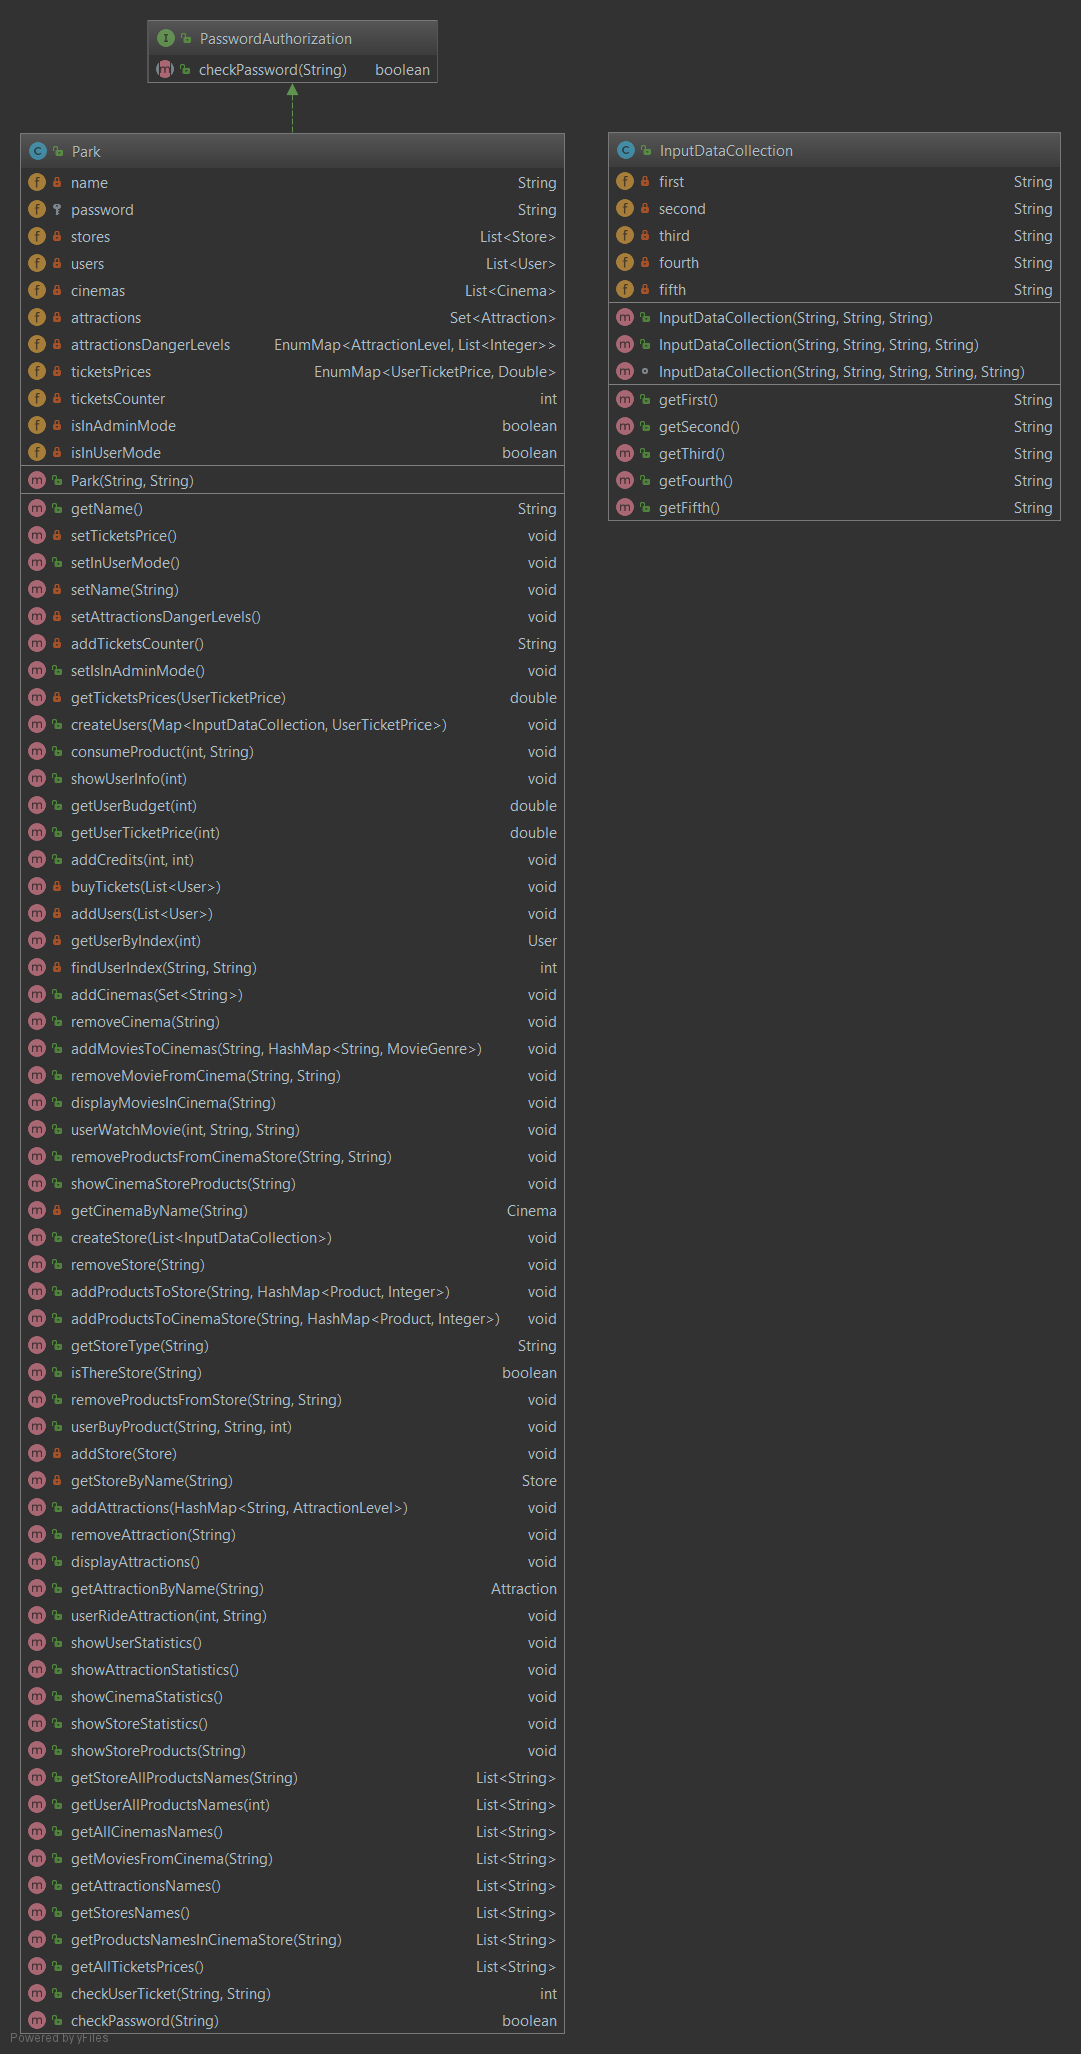 PasswordAuthorization
checkPassword(String) boolean
Park
name String
password String
stores List<Store>
users List<User>
cinemas List<Cinema>
attractions Set<Attraction>
attractionsDangerLevels EnumMap<AttractionLevel, List<Integer>>
ticketsPrices EnumMap<UserTicketPrice, Double>
ticketsCounter int
isInAdminMode boolean
isInUserMode boolean
Park(String, String)
getName() String
setTicketsPrice() void
setInUserMode() void
setName(String) void
setAttractionsDangerLevels() void
addTicketsCounter() String
setIsInAdminMode() void
getTicketsPrices(UserTicketPrice) double
createUsers(Map<InputDataCollection, UserTicketPrice>) void
consumeProduct(int, String) void
showUserInfo(int) void
getUserBudget(int) double
getUserTicketPrice(int) double
addCredits(int, int) void
buyTickets(List<User>) void
addUsers(List<User>) void
getUserByIndex(int) User
findUserIndex(String, String) int
addCinemas(Set<String>) void
removeCinema(String) void
addMoviesToCinemas(String, HashMap<String, MovieGenre>) void
removeMovieFromCinema(String, String) void
displayMoviesInCinema(String) void
userWatchMovie(int, String, String) void
removeProductsFromCinemaStore(String, String) void
showCinemaStoreProducts(String) void
getCinemaByName(String) Cinema
createStore(List<InputDataCollection>) void
removeStore(String) void
addProductsToStore(String, HashMap<Product, Integer>) void
addProductsToCinemaStore(String, HashMap<Product, Integer>) void
getStoreType(String) String
isThereStore(String) boolean
removeProductsFromStore(String, String) void
userBuyProduct(String, String, int) void
addStore(Store) void
getStoreByName(String) Store
addAttractions(HashMap<String, AttractionLevel>) void
removeAttraction(String) void
displayAttractions() void
getAttractionByName(String) Attraction
userRideAttraction(int, String) void
showUserStatistics() void
showAttractionStatistics() void
showCinemaStatistics() void
showStoreStatistics() void
showStoreProducts(String) void
getStoreAllProductsNames(String) List<String>
getUserAllProductsNames(int) List<String>
getAllCinemasNames() List<String>
getMoviesFromCinema(String) List<String>
getAttractionsNames() List<String>
getStoresNames() List<String>
getProductsNamesInCinemaStore(String) List<String>
getAllTicketsPrices() List<String>
checkUserTicket(String, String) int
checkPassword(String) boolean
Powered by yFiles
InputDataCollection
first String
second String
third String
fourth String
fifth String
InputDataCollection(String, String, String)
InputDataCollection(String, String, String, String)
InputDataCollection(String, String, String, String, String)
getFirst() String
getSecond() String
getThird() String
getFourth() String
getFifth() String